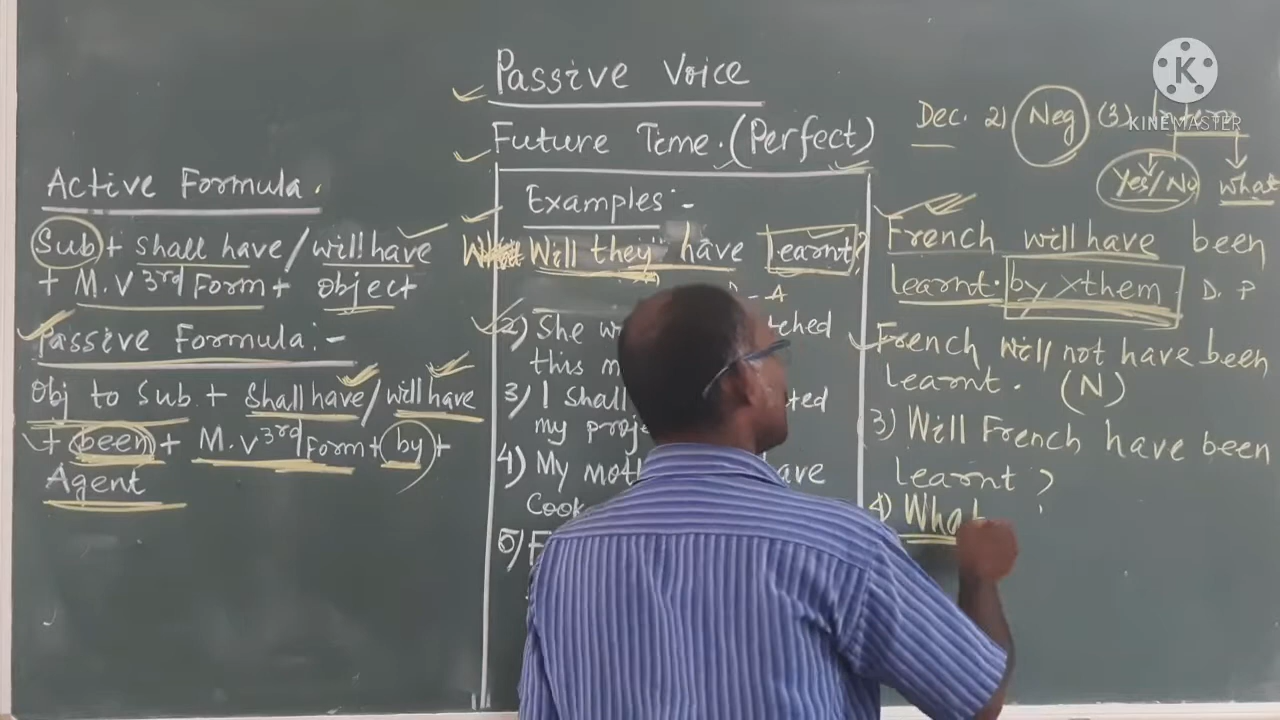 Passive Voice
Future Time. (Perfect)
Active Formula.
Sub + shall have / will have
+ M.V 3rd Form + object
Passive Formula:-
Obj to Sub + Shall have / will have
+ been + M.V 3rd Form + by +
Agent
Examples:-
Will they have learnt?
2) She
this
3) I shall
my
4) My
Cook
5)
Dec. 2) Neg (3)
Yes/No what
French will have been
learnt. by them D. P
French will not have been
learnt. (N)
3) Will French have been
learnt ?
4) What
K
KINEMASTER